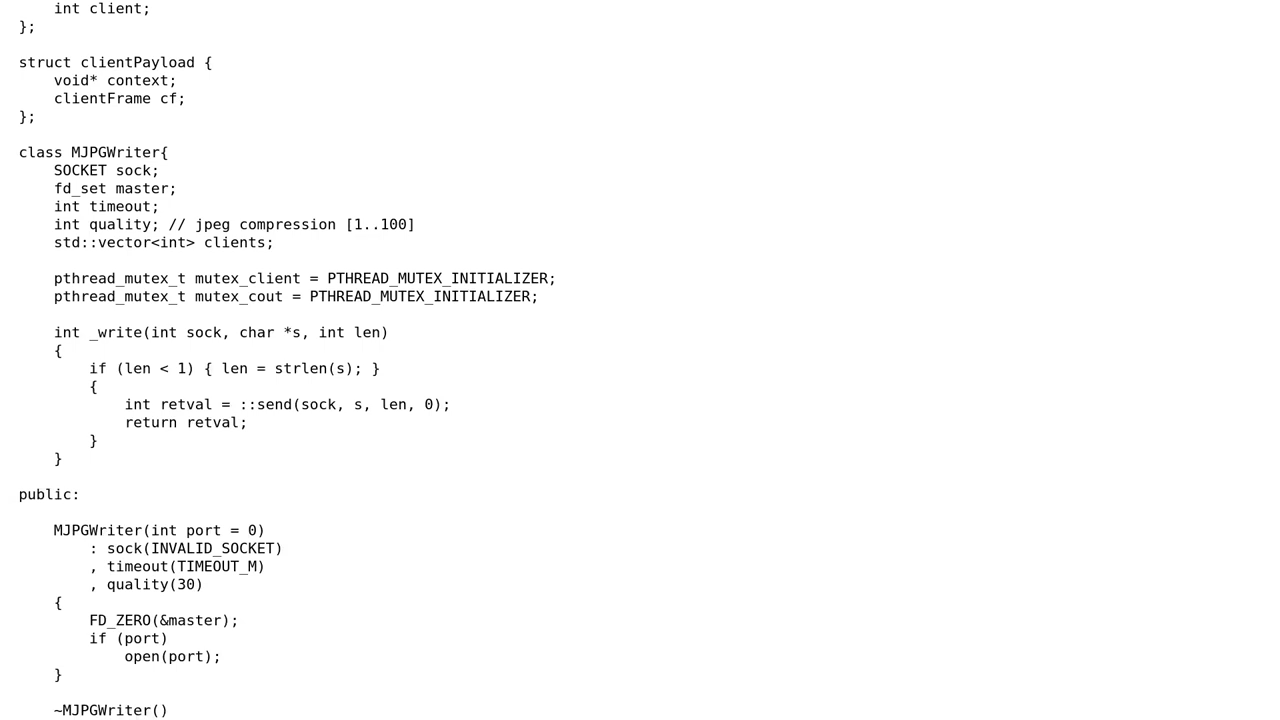 int client;
};

struct clientPayload {
    void* context;
    clientFrame cf;
};

class MJPGWriter{
    SOCKET sock;
    fd_set master;
    int timeout;
    int quality; // jpeg compression [1..100]
    std::vector<int> clients;

    pthread_mutex_t mutex_client = PTHREAD_MUTEX_INITIALIZER;
    pthread_mutex_t mutex_cout = PTHREAD_MUTEX_INITIALIZER;

    int _write(int sock, char *s, int len)
    {
        if (len < 1) { len = strlen(s); }
        {
            int retval = ::send(sock, s, len, 0);
            return retval;
        }
    }

public:

    MJPGWriter(int port = 0)
        : sock(INVALID_SOCKET)
        , timeout(TIMEOUT_M)
        , quality(30)
    {
        FD_ZERO(&master);
        if (port)
            open(port);
    }

    ~MJPGWriter()